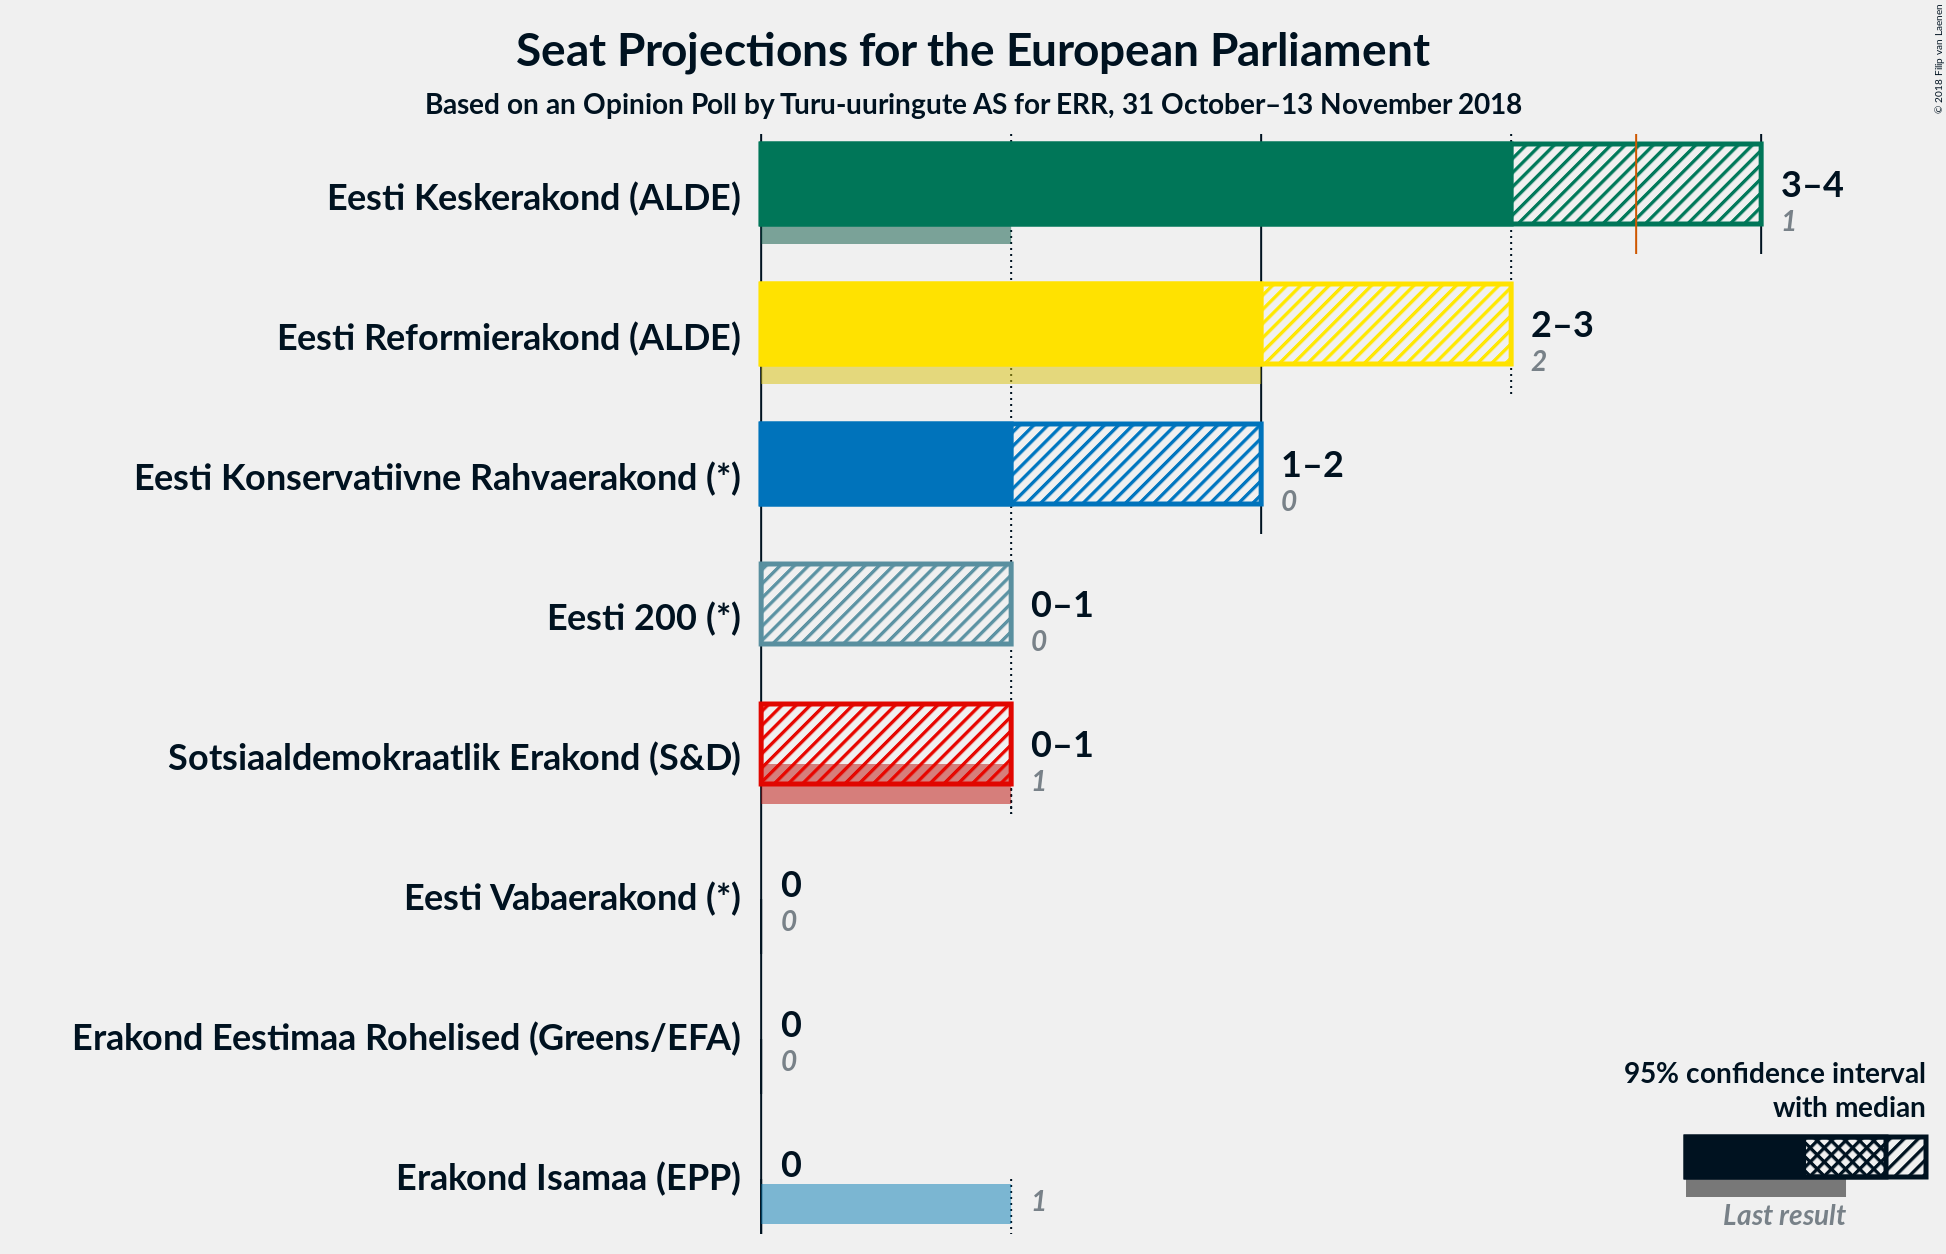 Seat Projections for the European Parliament
Based on an Opinion Poll by Turu-uuringute AS for ERR, 31 October–13 November 2018
© 2018 Filip van Laenen
Eesti Keskerakond (ALDE)
3–4
1
Eesti Reformierakond (ALDE)
2–3
2
Eesti Konservatiivne Rahvaerakond (*)
1–2
0
Eesti 200 (*)
0–1
0
Sotsiaaldemokraatlik Erakond (S&D)
0–1
1
Eesti Vabaerakond (*)
0
0
Erakond Eestimaa Rohelised (Greens/EFA)
0
0
Erakond Isamaa (EPP)
0
1
95% confidence interval
with median
Last result